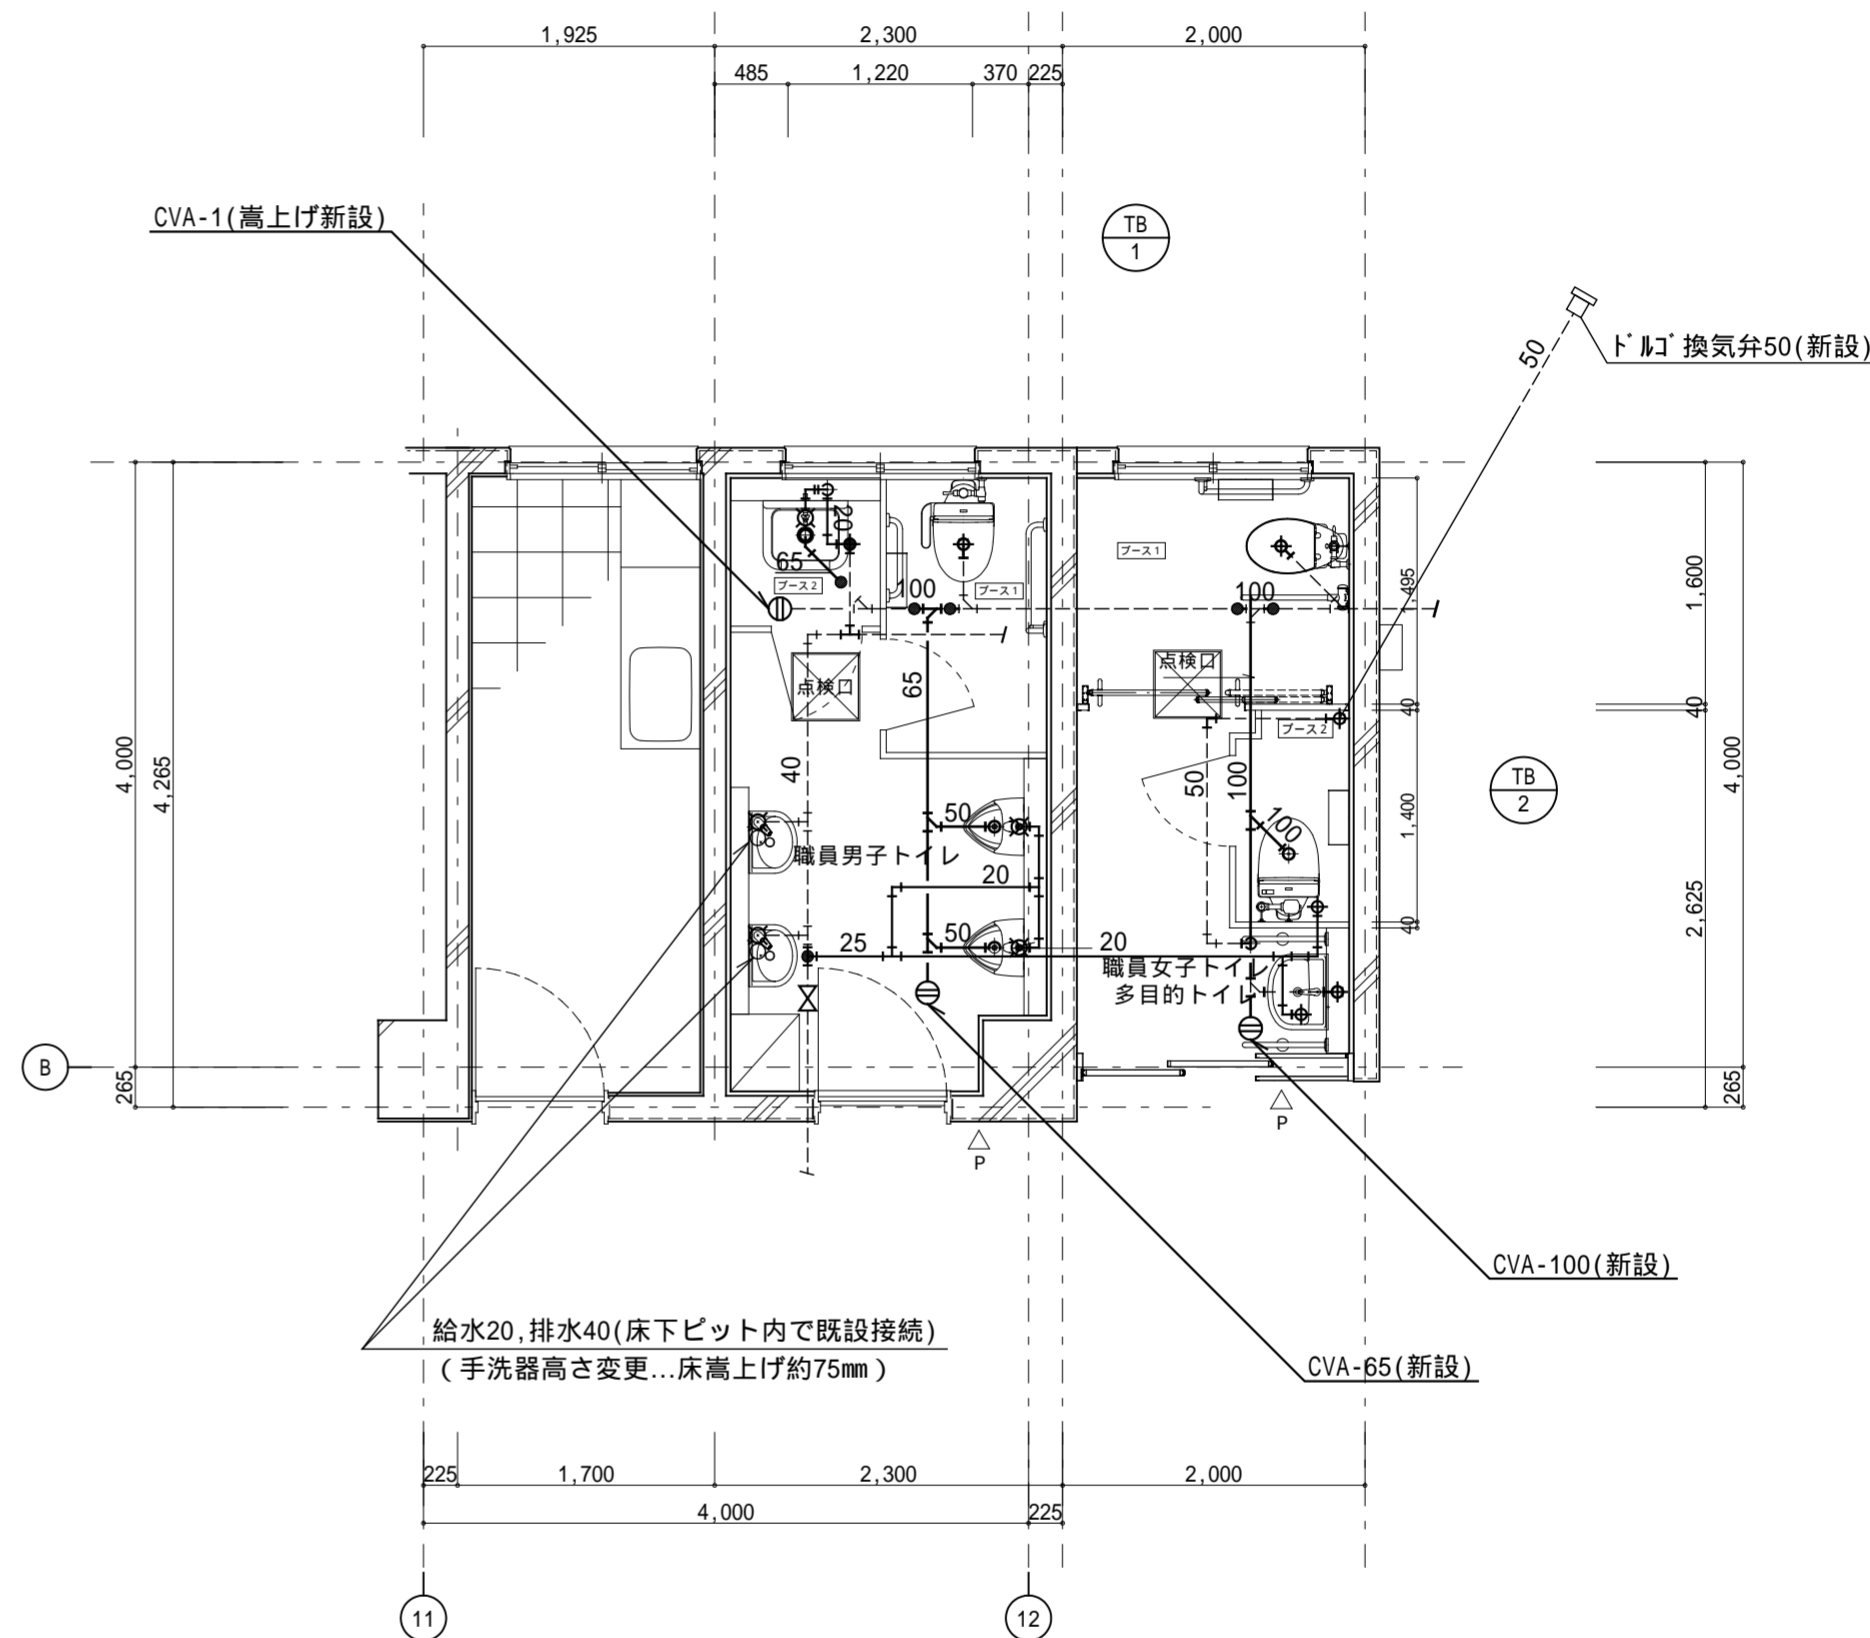 1,925
2,300
2,000
485
1,220
370
225
CVA-1(嵩上げ新設)
TB
1
50
ドルゴ換気弁50(新設)
20
65
ブース2
100
ブース1
ブース1
100
495
1,600
点検口
65
点検口
40
40
ブース2
4,000
4,265
40
50
100
50
100
1,400
4,000
TB
2
職員男子トイレ
20
2,625
50
25
20
40
職員女子トイレ
多目的トイレ
B
265
265
P
P
CVA-100(新設)
給水20,排水40(床下ピット内で既設接続)
(手洗器高さ変更…床嵩上げ約75㎜)
CVA-65(新設)
225
1,700
2,300
2,000
4,000
225
11
12